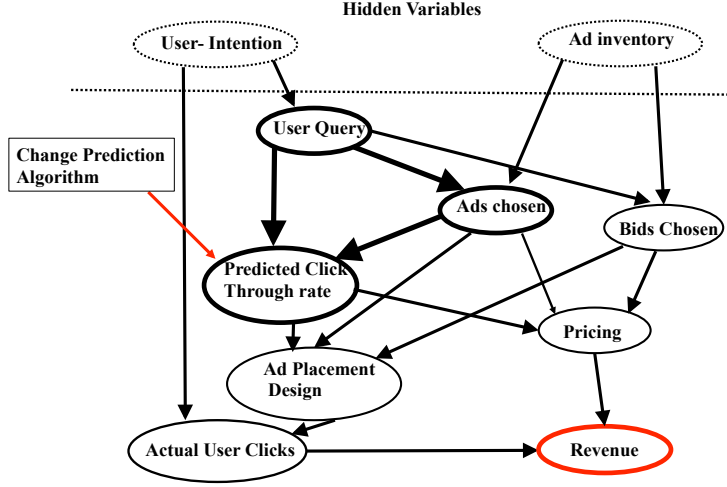 Hidden Variables
User- Intention
Ad inventory
User Query
Change Prediction
Algorithm
Ads chosen
Bids Chosen
Predicted Click
Through rate
Pricing
Ad Placement
Design
Actual User Clicks
Revenue